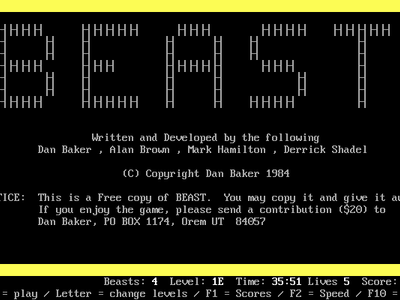 BEAST
Written and Developed by the following
Dan Baker , Alan Brown , Mark Hamilton , Derrick Shadel
(C) Copyright Dan Baker 1984
TICE: This is a Free copy of BEAST. You may copy it and give it aw
If you enjoy the game, please send a contribution ($20) to
Dan Baker, PO BOX 1174, Orem UT 84057
Beasts: 4 Level: 1E Time: 35:51 Lives 5 Score:
= play / Letter = change levels / F1 = Scores / F2 = Speed / F10 =